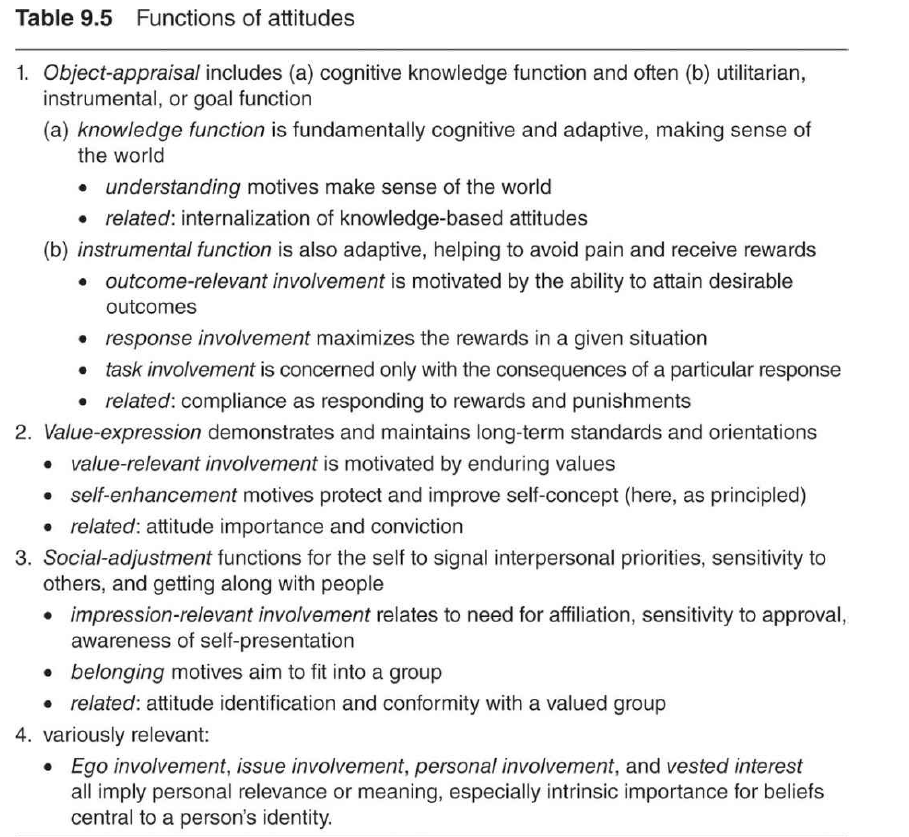 Table 9.5 Functions of attitudes
1. Object-appraisal includes (a) cognitive knowledge function and often (b) utilitarian,
instrumental, or goal function
(a) knowledge function is fundamentally cognitive and adaptive, making sense of
the world
• understanding motives make sense of the world
• related: internalization of knowledge-based attitudes
(b) instrumental function is also adaptive, helping to avoid pain and receive rewards
• outcome-relevant involvement is motivated by the ability to attain desirable
outcomes
• response involvement maximizes the rewards in a given situation
• task involvement is concerned only with the consequences of a particular response
• related: compliance as responding to rewards and punishments
2. Value-expression demonstrates and maintains long-term standards and orientations
• value-relevant involvement is motivated by enduring values
• self-enhancement motives protect and improve self-concept (here, as principled)
• related: attitude importance and conviction
3. Social-adjustment functions for the self to signal interpersonal priorities, sensitivity to
others, and getting along with people
• impression-relevant involvement relates to need for affiliation, sensitivity to approval,
awareness of self-presentation
• belonging motives aim to fit into a group
• related: attitude identification and conformity with a valued group
4. variously relevant:
• Ego involvement, issue involvement, personal involvement, and vested interest
all imply personal relevance or meaning, especially intrinsic importance for beliefs
central to a person's identity.